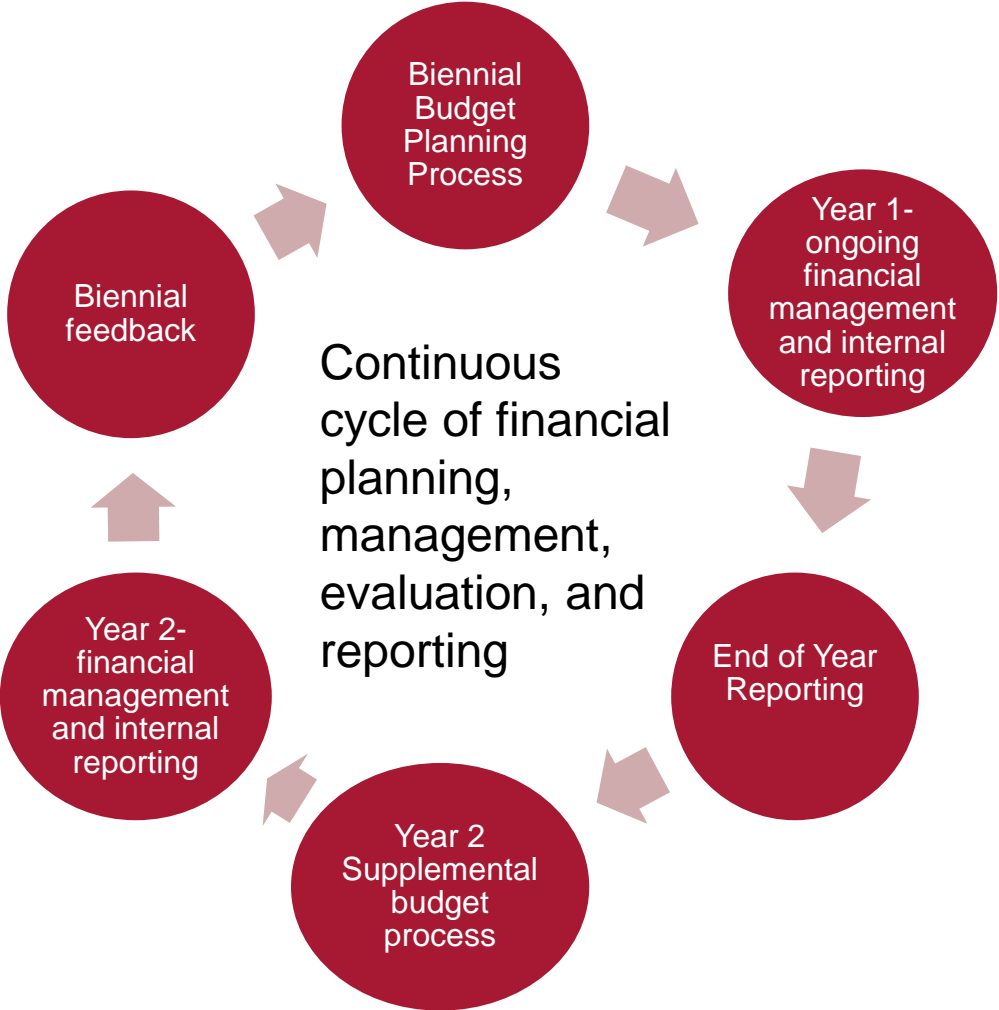 Biennial
Budget
Planning
Process
Year 1-
ongoing
financial
management
and internal
reporting
End of Year
Reporting
Year 2
Supplemental
budget
process
Year 2-
financial
management
and internal
reporting
Biennial
feedback
Continuous
cycle of financial
planning,
management,
evaluation, and
reporting